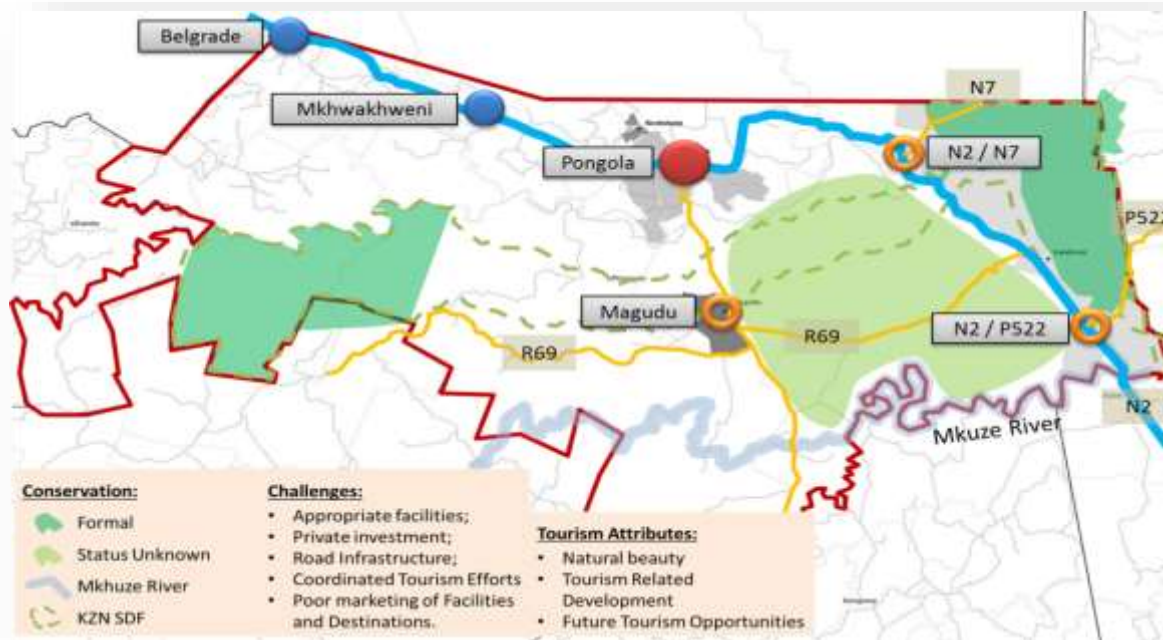 Belgrade
N7
Mkhwakhweni
Pongola
N2 / N7
P522
Magudu
N2 / P522
R69
R69
N2
Mkuze River
Conservation:
Formal
Status Unknown
Mkhuze River
KZN SDF
Challenges:
• Appropriate facilities;
• Private investment;
• Road Infrastructure;
• Coordinated Tourism Efforts
• Poor marketing of Facilities
and Destinations.
Tourism Attributes:
• Natural beauty
• Tourism Related
Development
• Future Tourism Opportunities